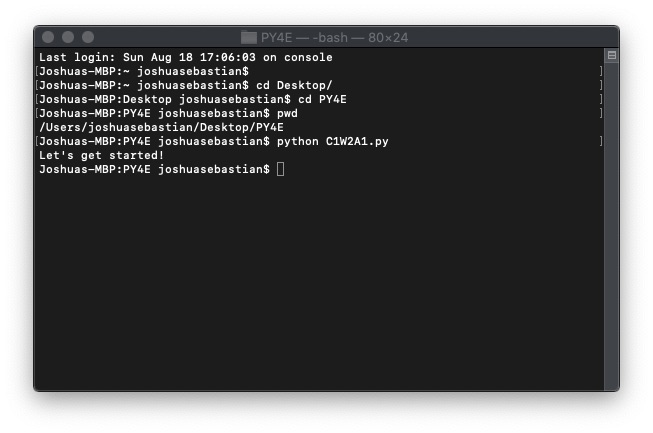 PY4E — -bash — 80×24
Last login: Sun Aug 18 17:06:03 on console
[Joshuas-MBP:~ joshuasebastian$ ]
[Joshuas-MBP:~ joshuasebastian$ cd Desktop/ ]
[Joshuas-MBP:Desktop joshuasebastian$ cd PY4E ]
[Joshuas-MBP:PY4E joshuasebastian$ pwd ]
/Users/joshuasebastian/Desktop/PY4E
[Joshuas-MBP:PY4E joshuasebastian$ python C1W2A1.py ]
Let's get started!
Joshuas-MBP:PY4E joshuasebastian$